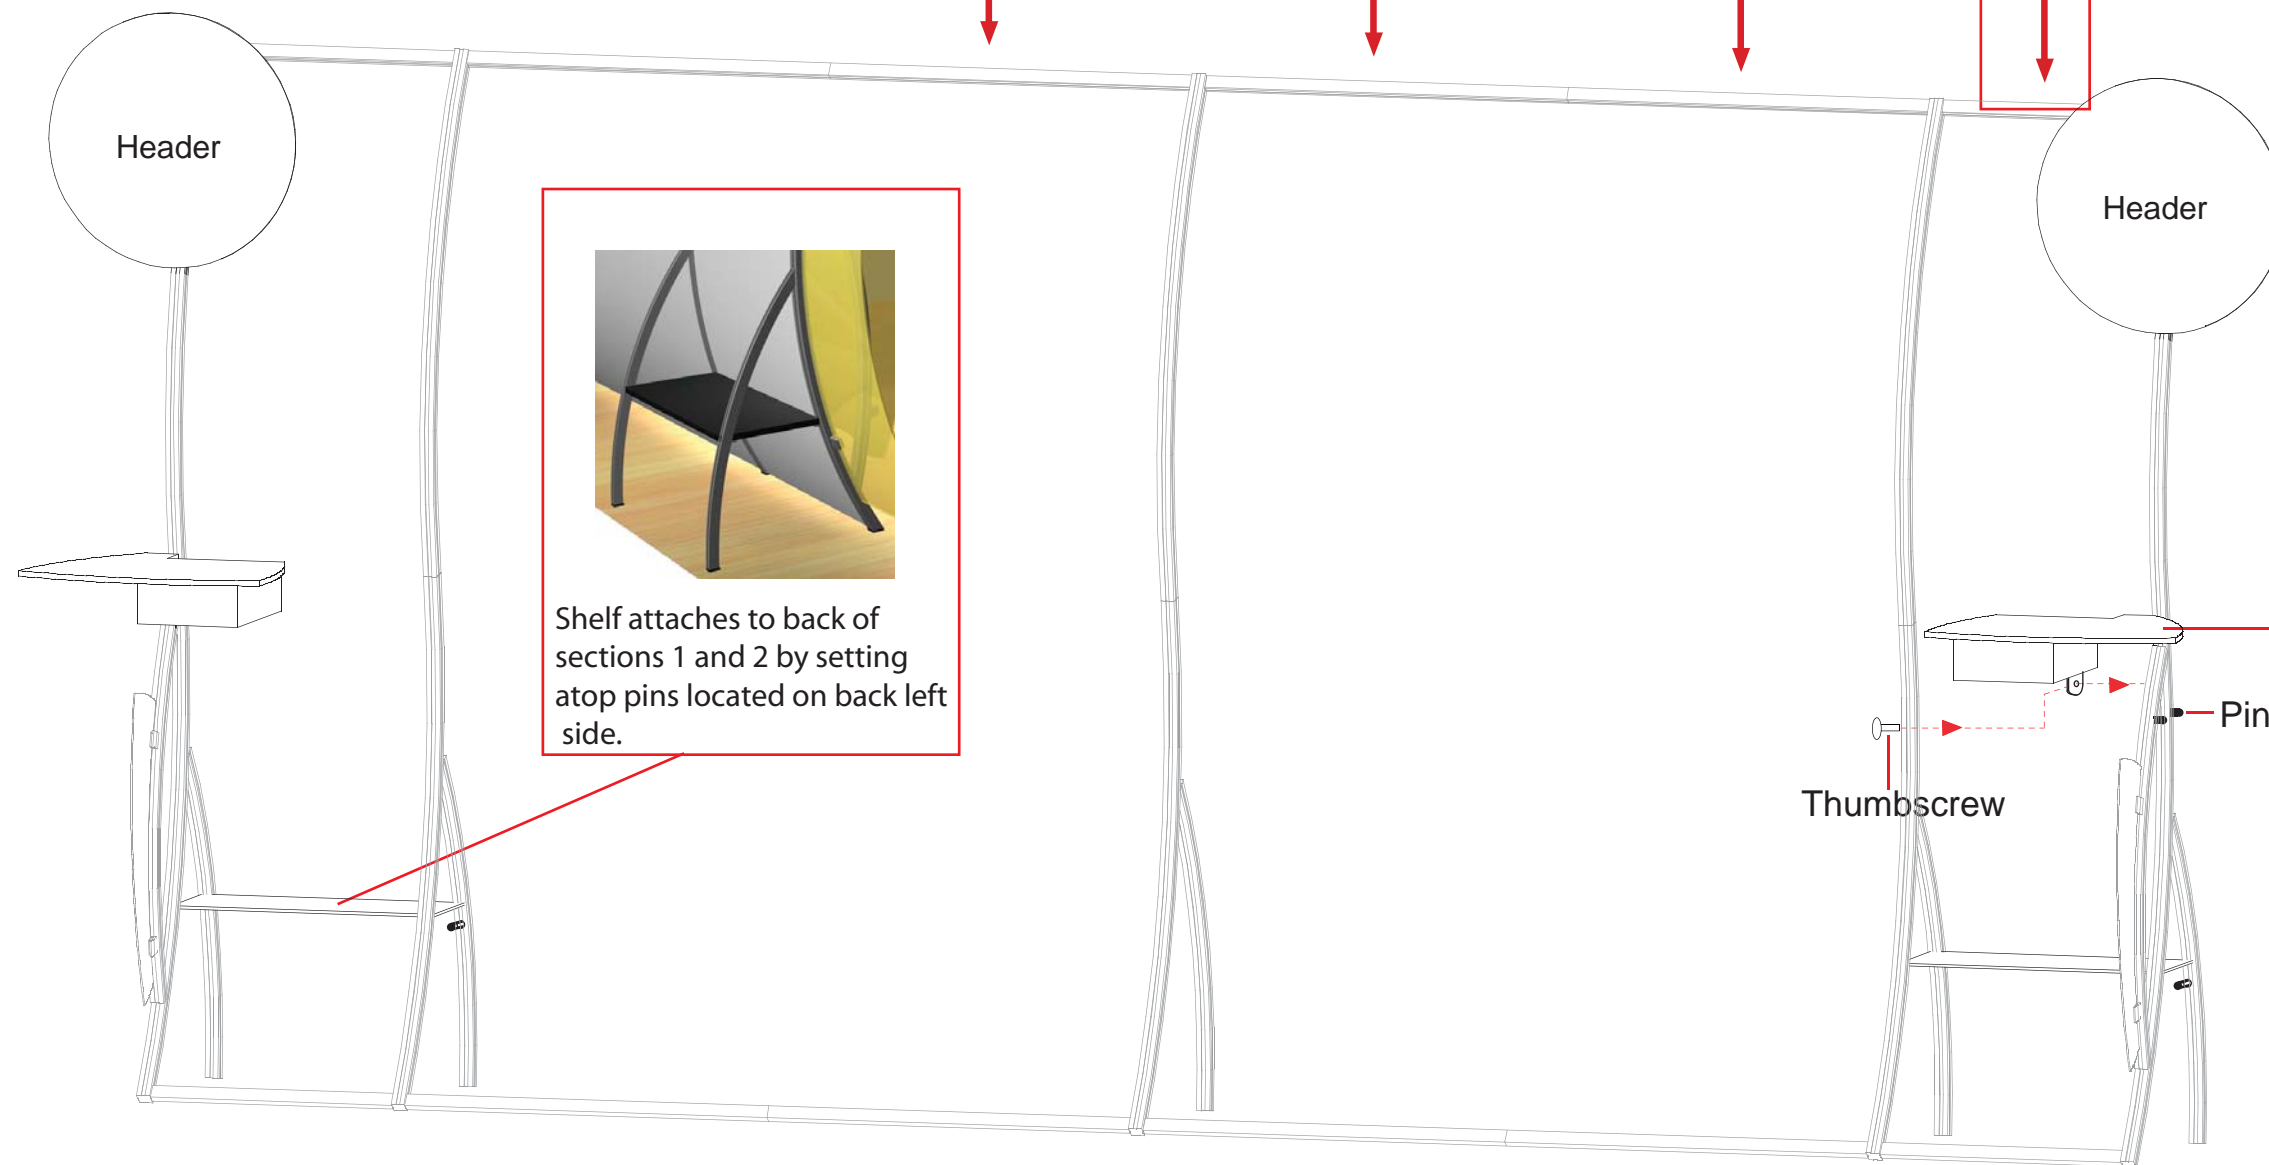 Header
Header
Shelf attaches to back of
sections 1 and 2 by setting
atop pins located on back left
side.
Pin
Thumbscrew